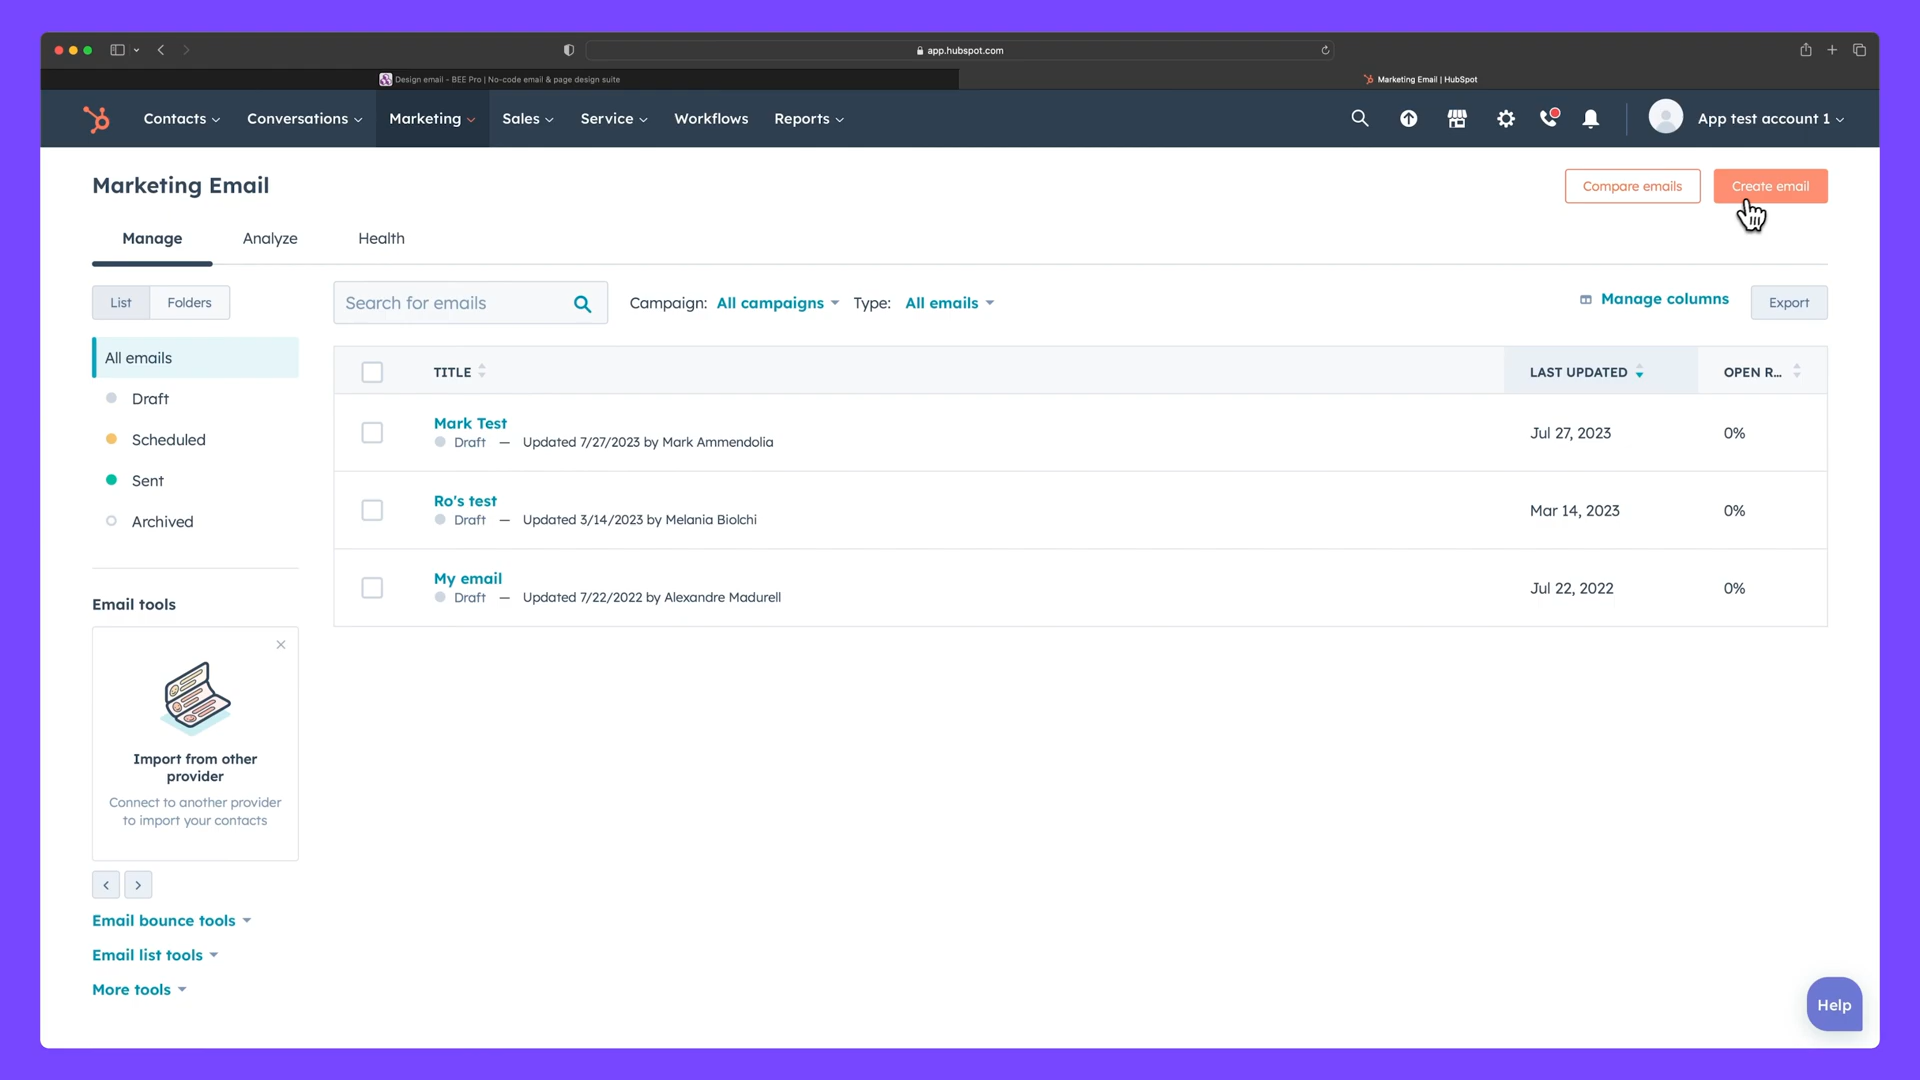 app.hubspot.com
Design email - BEE Pro | No-code email & page design suite
Marketing Email | HubSpot
Contacts
Conversations
Marketing
Sales
Service
Workflows
Reports
App test account 1
Marketing Email
Compare emails
Create email
Manage
Analyze
Health
List
Folders
Search for emails
Campaign: All campaigns
Type: All emails
Manage columns
Export
All emails
Draft
Scheduled
Sent
Archived
TITLE
LAST UPDATED
OPEN R...
Mark Test
Draft — Updated 7/27/2023 by Mark Ammendolia
Jul 27, 2023
0%
Ro's test
Draft — Updated 3/14/2023 by Melania Biolchi
Mar 14, 2023
0%
My email
Draft — Updated 7/22/2022 by Alexandre Madurell
Jul 22, 2022
0%
Email tools
Import from other
provider
Connect to another provider
to import your contacts
Email bounce tools
Email list tools
More tools
Help